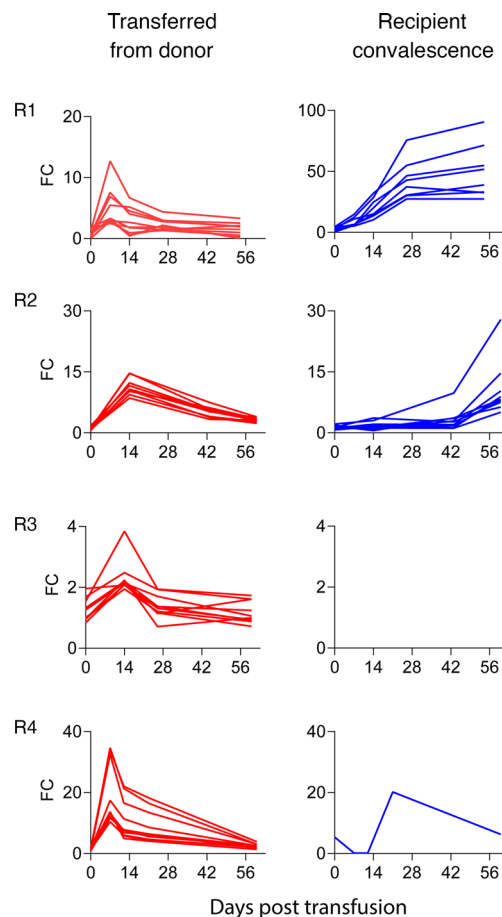 Transferred from donor
Recipient convalescence
R1
FC
20
10
0
0 14 28 42 56
100
50
0
0 14 28 42 56
R2
FC
30
15
0
0 14 28 42 56
30
15
0
0 14 28 42 56
R3
FC
4
2
0
0 14 28 42 56
4
2
0
0 14 28 42 56
R4
FC
40
20
0
0 14 28 42 56
40
20
0
0 14 28 42 56
Days post transfusion